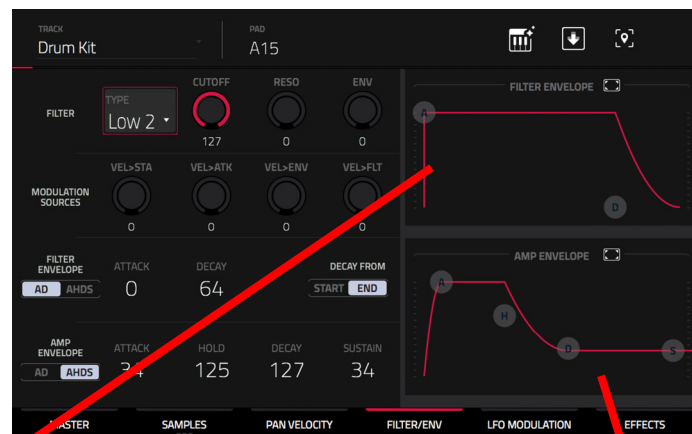 TRACK
Drum Kit
PAD
A15
FILTER
TYPE
Low 2
CUTOFF
127
RESO
0
ENV
0
FILTER ENVELOPE
A
D
MODULATION
SOURCES
VEL>STA
0
VEL>ATK
0
VEL>ENV
0
VEL>FLT
0
FILTER
ENVELOPE
AD AHDS
ATTACK
0
DECAY
64
DECAY FROM
START END
AMP ENVELOPE
A
H
D
S
AMP
ENVELOPE
AD AHDS
ATTACK
34
HOLD
125
DECAY
127
SUSTAIN
34
MASTER SAMPLES PAN VELOCITY FILTER/ENV LFO MODULATION EFFECTS